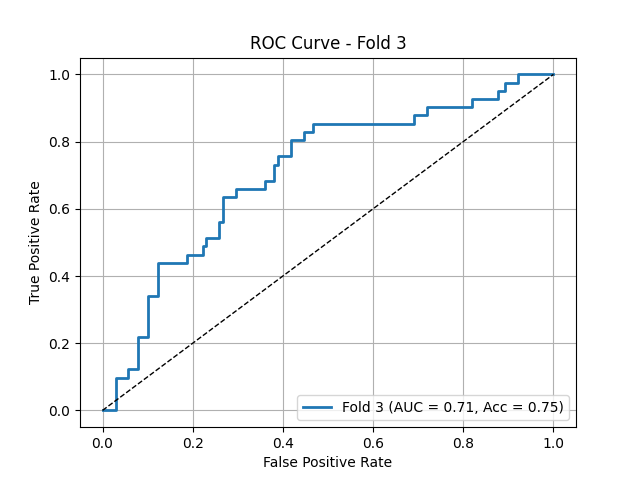 ROC Curve - Fold 3
True Positive Rate
1.0
0.8
0.6
0.4
0.2
0.0
Fold 3 (AUC = 0.71, Acc = 0.75)
0.0 0.2 0.4 0.6 0.8 1.0
False Positive Rate